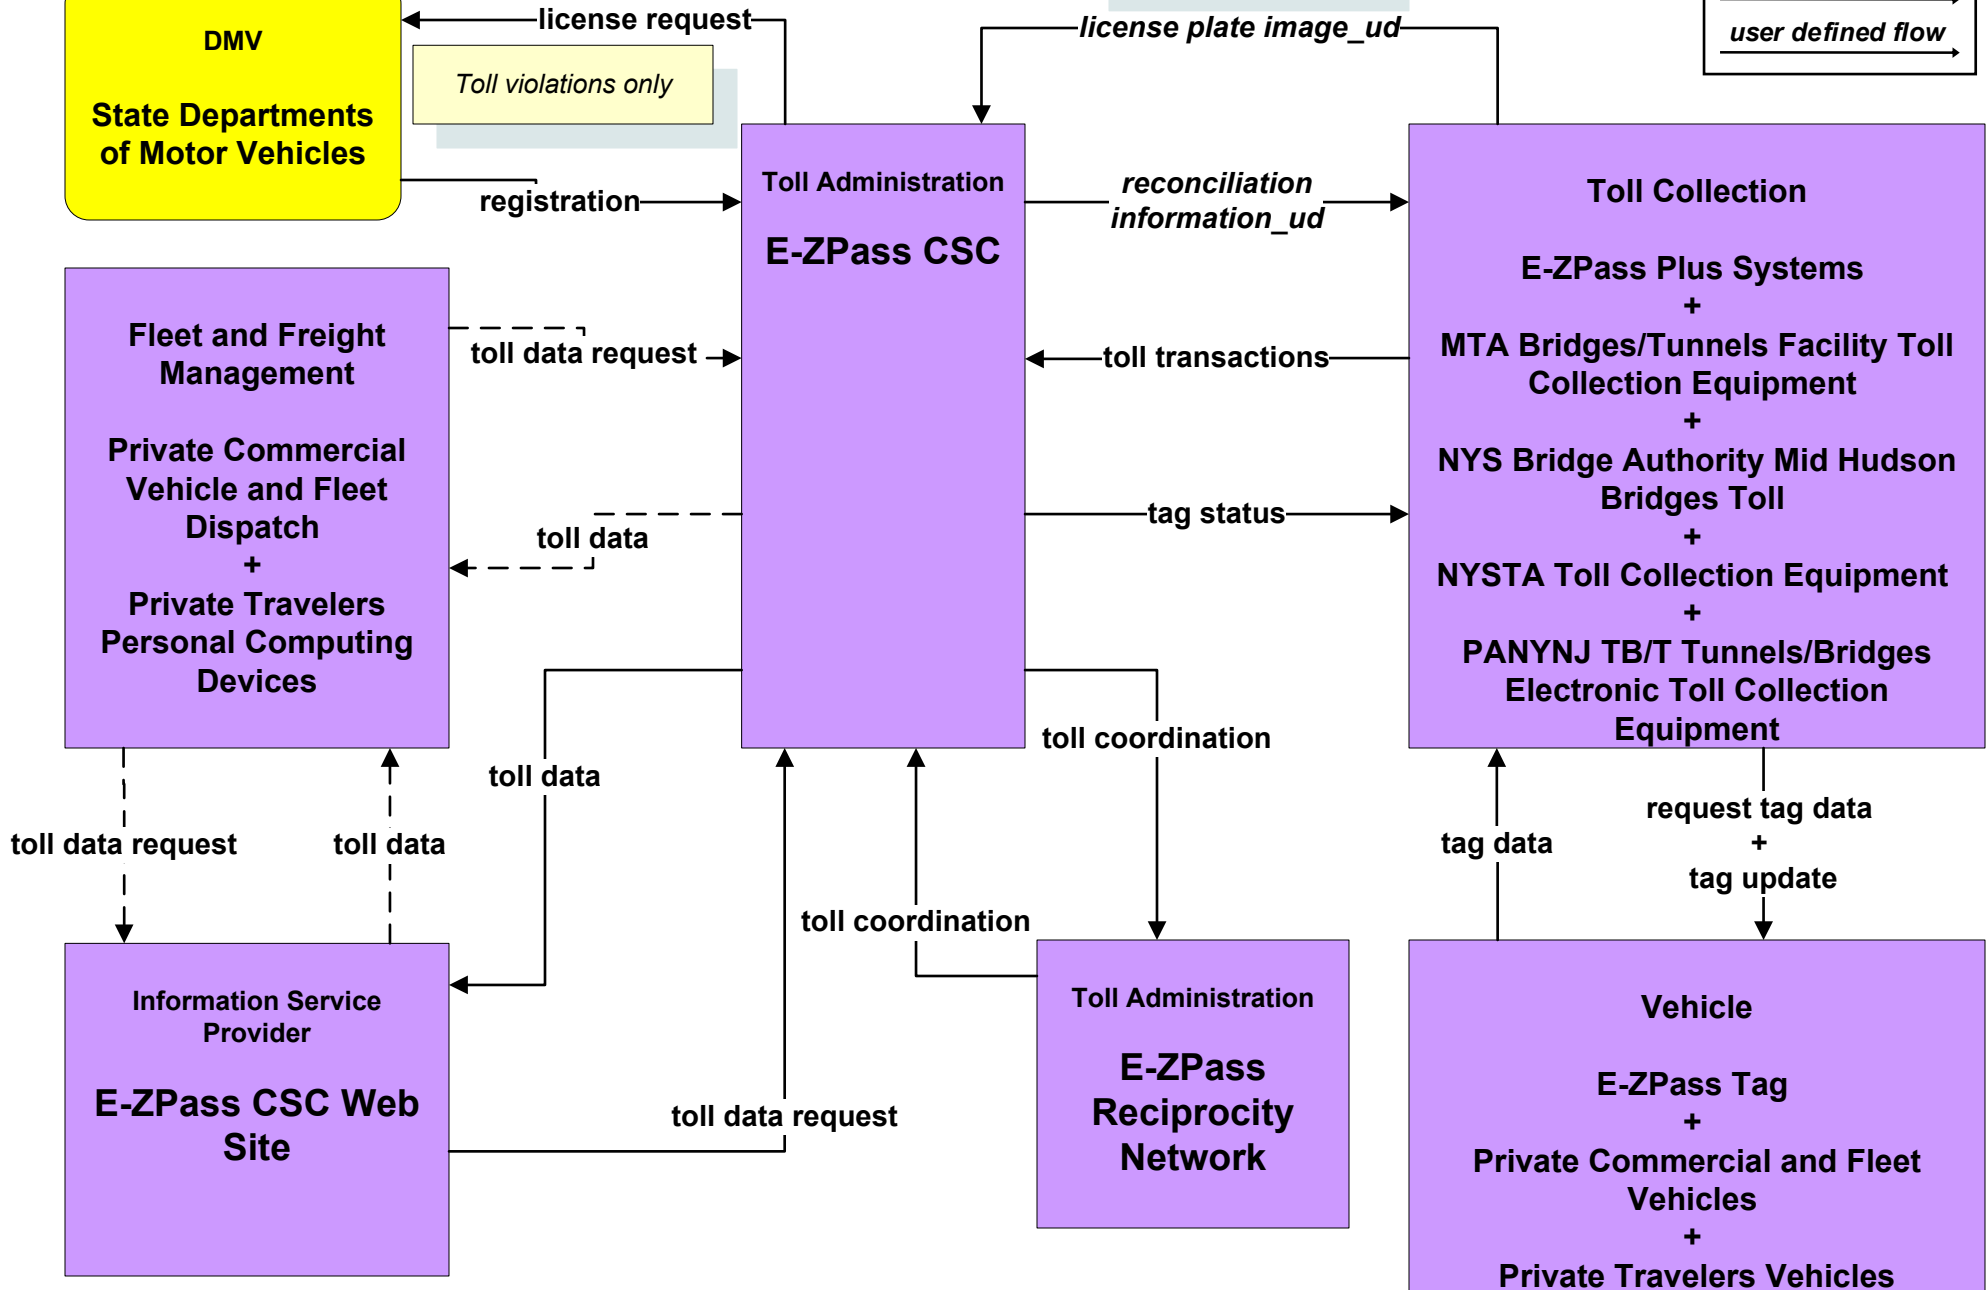 license request
license plate image_ud
user defined flow
DMV
State Departments
of Motor Vehicles
Toll violations only
registration
Toll Administration
E-ZPass CSC
reconciliation
information_ud
Toll Collection
E-ZPass Plus Systems
+
MTA Bridges/Tunnels Facility Toll
Collection Equipment
+
NYS Bridge Authority Mid Hudson
Bridges Toll
+
NYSTA Toll Collection Equipment
+
PANYNJ TB/T Tunnels/Bridges
Electronic Toll Collection
Equipment
Fleet and Freight
Management
Private Commercial
Vehicle and Fleet
Dispatch
+
Private Travelers
Personal Computing
Devices
toll data request
toll transactions
toll data
tag status
toll data request
toll data
toll data
toll coordination
toll coordination
toll data request
tag data
request tag data
+
tag update
Information Service
Provider
E-ZPass CSC Web
Site
Toll Administration
E-ZPass
Reciprocity
Network
Vehicle
E-ZPass Tag
+
Private Commercial and Fleet
Vehicles
+
Private Travelers Vehicles